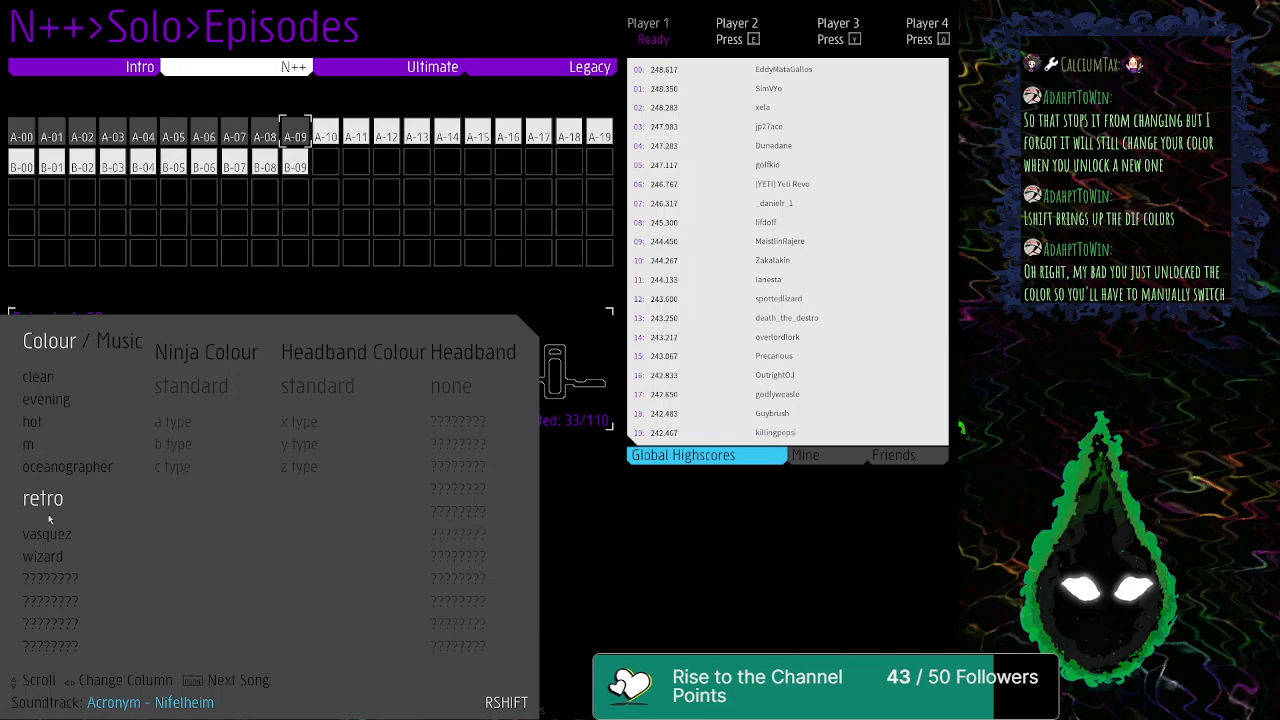 N++>Solo>Episodes
Intro
N++
Ultimate
Legacy
A-00 A-01 A-02 A-03 A-04 A-05 A-06 A-07 A-08 A-09 A-10 A-11 A-12 A-13 A-14 A-15 A-16 A-17 A-18 A-19
B-00 B-01 B-02 B-03 B-04 B-05 B-06 B-07 B-08 B-09
Colour / Music
clean
evening
hot
m
oceanographer
retro
vasquez
wizard
????????
????????
????????
????????
Ninja Colour
standard
a type
b type
c type
Headband Colour
standard
x type
y type
z type
Headband
none
????????
????????
????????
????????
????????
????????
????????
????????
????????
????????
????????
33/110
Scroll
Change Column
Next Song
Soundtrack: Acronym - Nifelheim
RSHIFT
Player 1
Ready
Player 2
Press E
Player 3
Press Y
Player 4
Press O
00: 248.617 EddyMataGallos
01: 248.350 SimVYo
02: 248.283 xela
03: 247.983 jp27ace
04: 247.283 Dunedane
05: 247.117 golfkid
06: 246.767 [YETI] Yeti Revo
07: 246.317 _danielr_1
08: 245.300 lifdoff
09: 244.450 MaistlinRajere
10: 244.267 Zakalakin
11: 244.133 lanesta
12: 243.600 spottedlizard
13: 243.250 death_the_destro
14: 243.217 overlordlork
15: 243.067 Precarious
16: 242.833 OutrightOJ
17: 242.650 godlyweasle
18: 242.483 Guybrush
19: 242.467 killingpepsi
Global Highscores
Mine
Friends
CalciumTax:
AdahptToWin:
So that stops it from changing but I
forgot it will still change your color
when you unlock a new one
AdahptToWin:
Lshift brings up the dif colors
AdahptToWin:
Oh right, my bad you just unlocked the
color so you'll have to manually switch
Rise to the Channel
Points
43 / 50 Followers